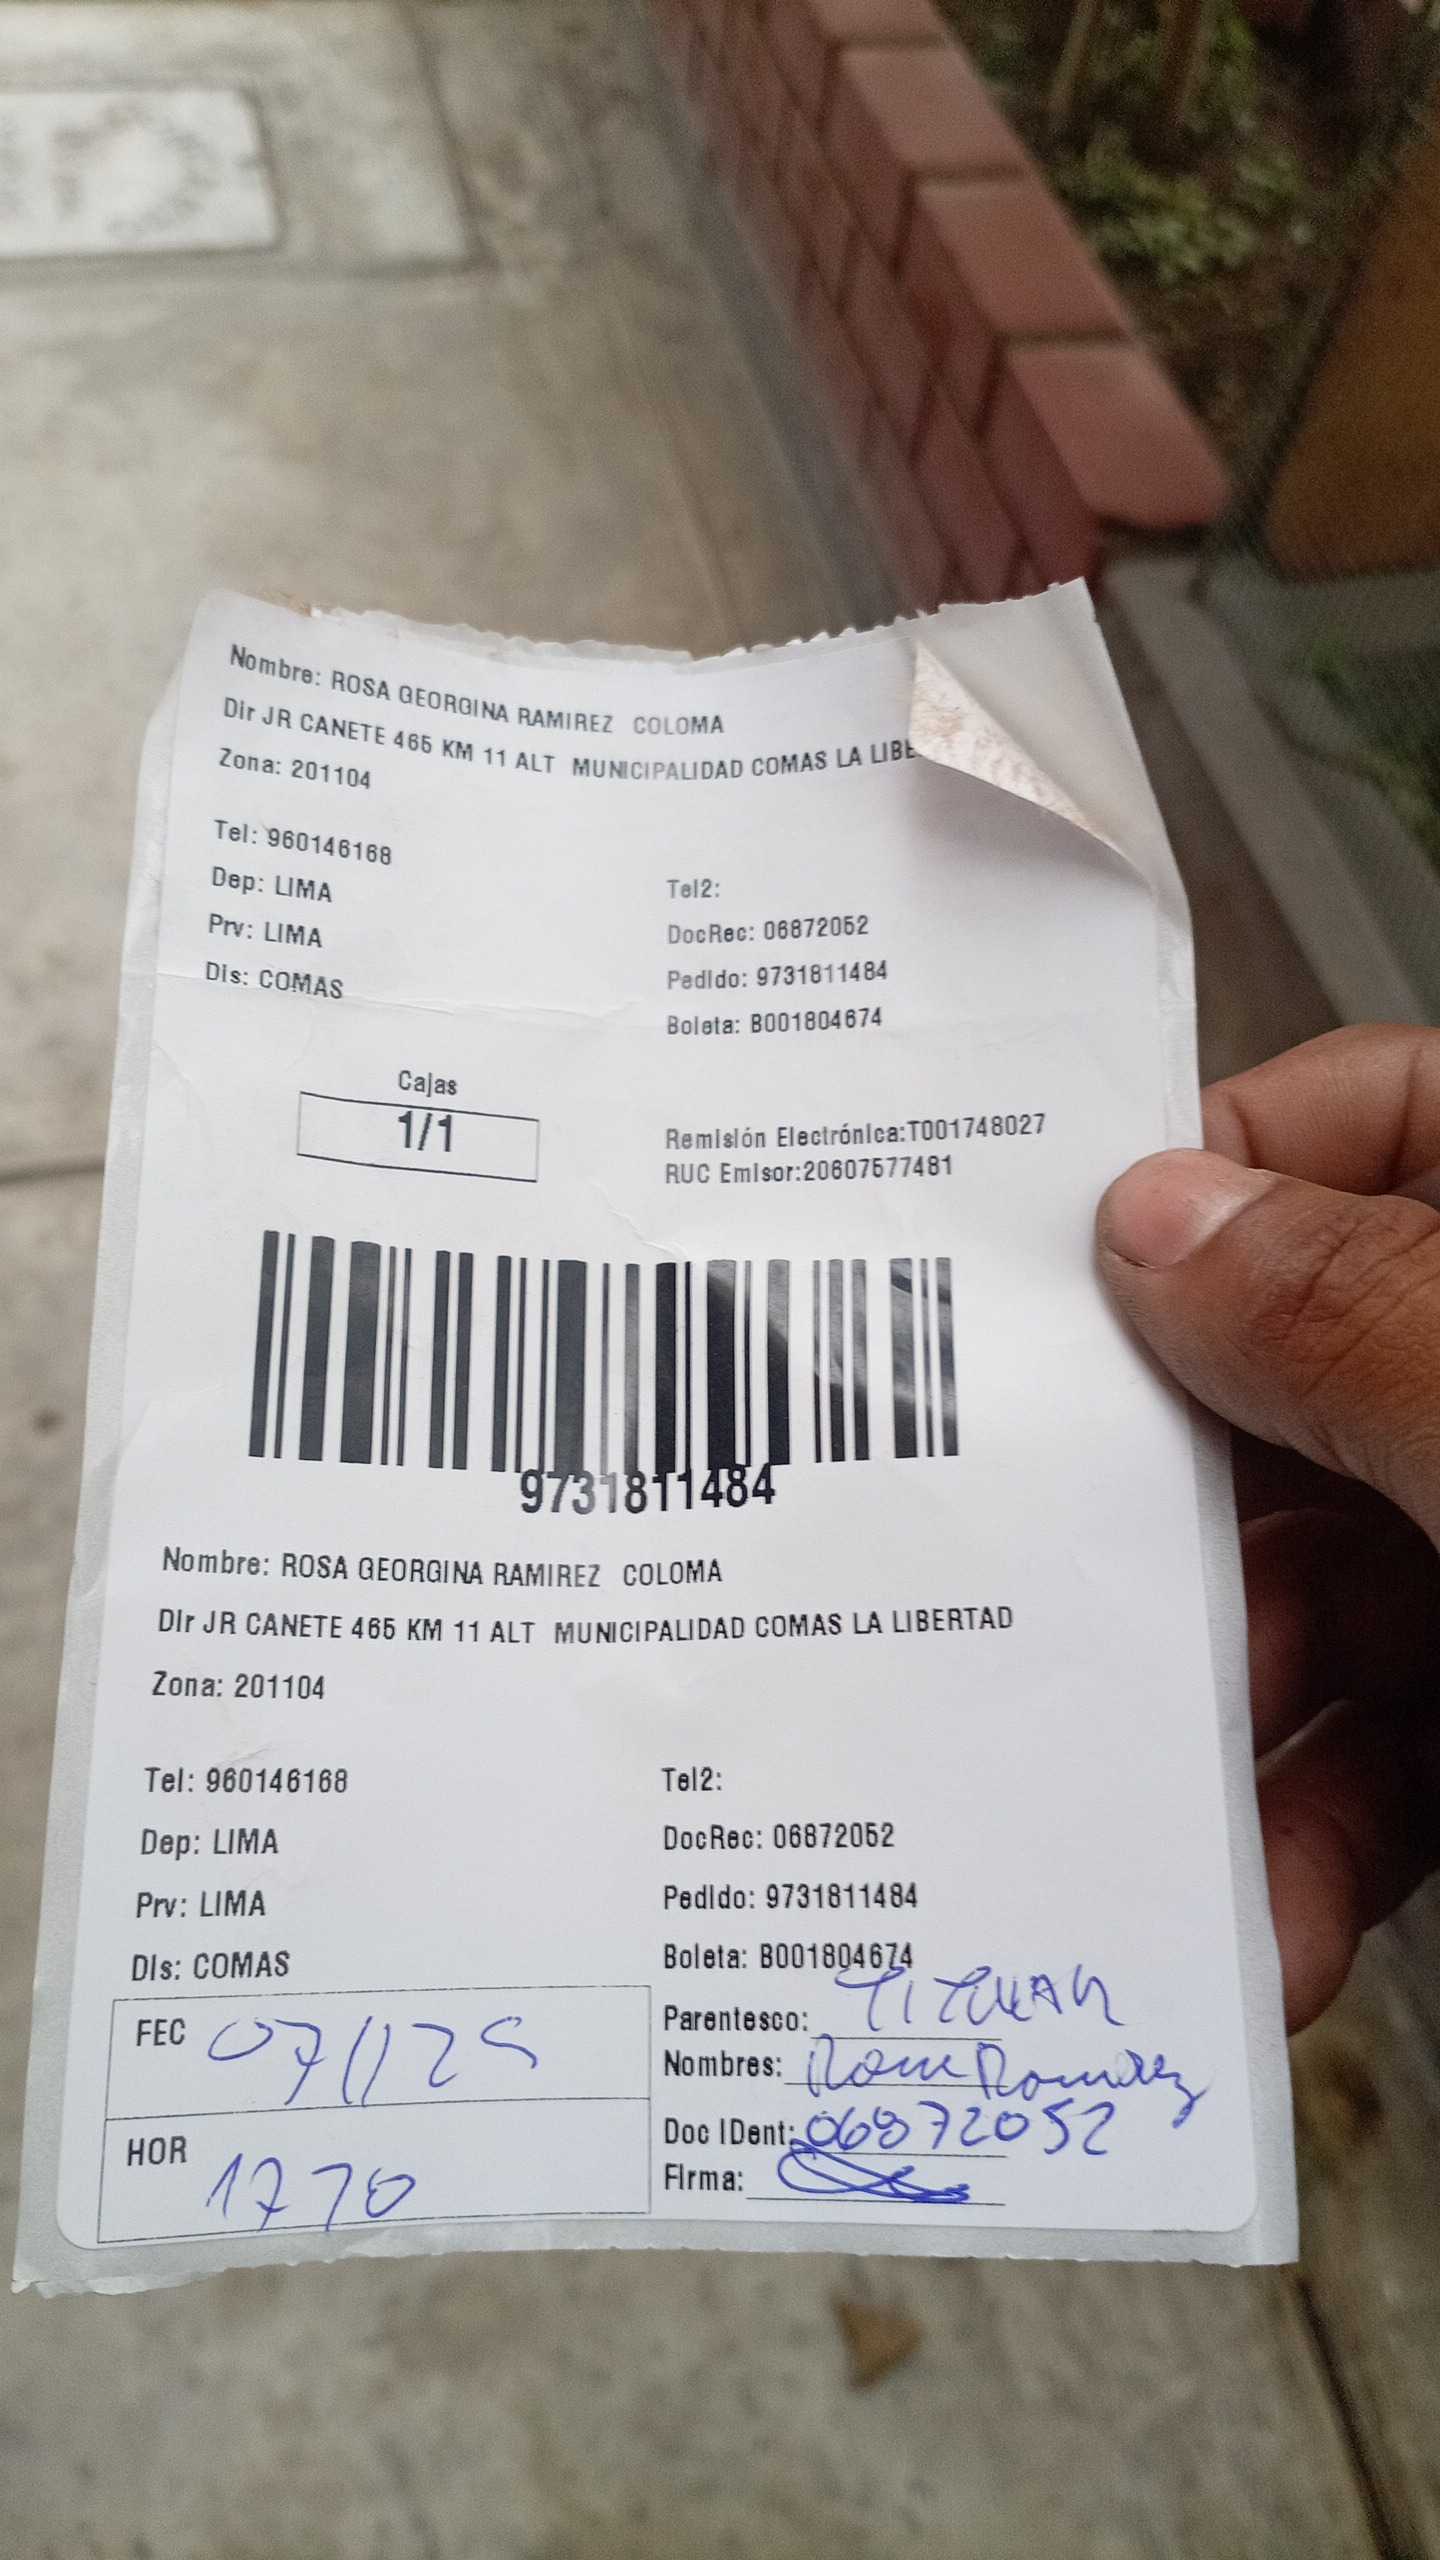 Nombre: ROSA GEORGINA RAMIREZ COLOMA
Dir JR CANETE 465 KM 11 ALT MUNICIPALIDAD COMAS LA LIBE
Zona: 201104
Tel: 960146168
Tel2:
Dep: LIMA
DocRec: 06872052
Prv: LIMA
Pedido: 9731811484
Dis: COMAS
Boleta: B001804674
Cajas
1/1
Remisión Electrónica:T001748027
RUC Emisor:20607577481
9731811484
Nombre: ROSA GEORGINA RAMIREZ COLOMA
Dir JR CANETE 465 KM 11 ALT MUNICIPALIDAD COMAS LA LIBERTAD
Zona: 201104
Tel: 960146168
Tel2:
Dep: LIMA
DocRec: 06872052
Prv: LIMA
Pedido: 9731811484
Dis: COMAS
Boleta: B001804674
FEC
Parentesco: TITULAR
Nombres: Ramirez
HOR
Doc IDent: 06872052
Firma: